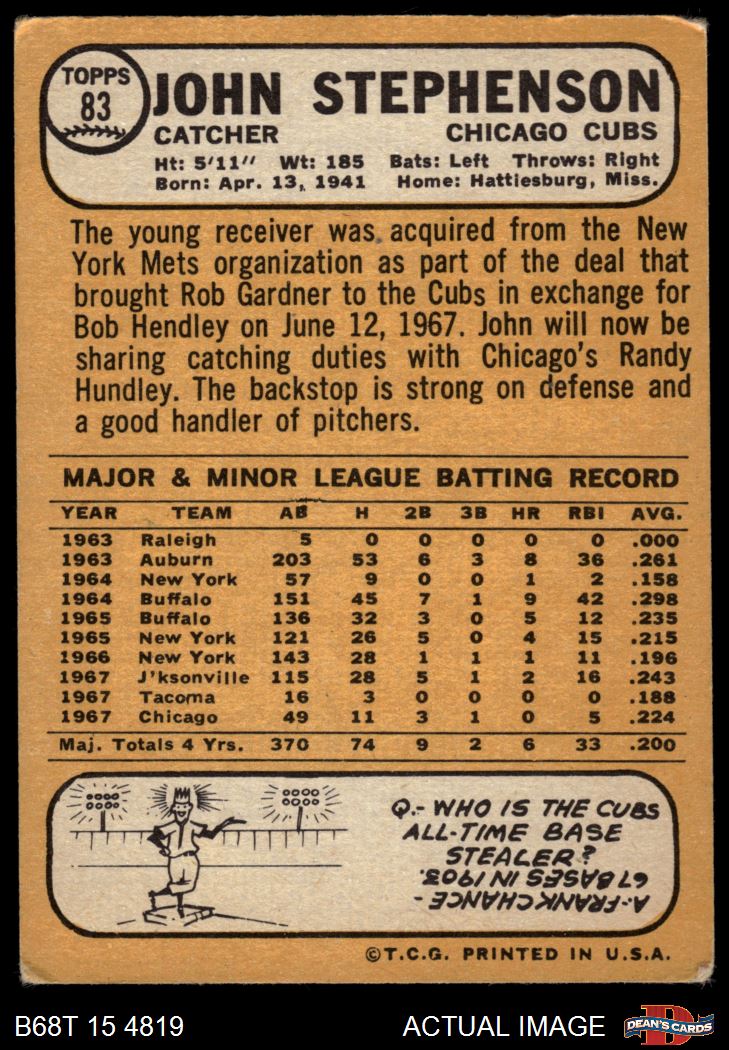 TOPPS
83
JOHN STEPHENSON
CATCHER CHICAGO CUBS
Ht: 5'11" Wt: 185 Bats: Left Throws: Right
Born: Apr. 13, 1941 Home: Hattiesburg, Miss.
The young receiver was acquired from the New
York Mets organization as part of the deal that
brought Rob Gardner to the Cubs in exchange for
Bob Hendley on June 12, 1967. John will now be
sharing catching duties with Chicago's Randy
Hundley. The backstop is strong on defense and
a good handler of pitchers.
MAJOR & MINOR LEAGUE BATTING RECORD
YEAR TEAM AB H 2B 3B HR RBI AVG.
1963 Raleigh 5 0 0 0 0 0 .000
1963 Auburn 203 53 6 3 8 36 .261
1964 New York 57 9 0 0 1 2 .158
1964 Buffalo 151 45 7 1 9 42 .298
1965 Buffalo 136 32 3 0 5 12 .235
1965 New York 121 26 5 0 4 15 .215
1966 New York 143 28 1 1 1 11 .196
1967 J'ksonville 115 28 5 1 2 16 .243
1967 Tacoma 16 3 0 0 0 0 .188
1967 Chicago 49 11 3 1 0 5 .224
Maj. Totals 4 Yrs. 370 74 9 2 6 33 .200
Q.- WHO IS THE CUBS
ALL-TIME BASE
STEALER?
A.- FRANK CHANCE -
67 BASES IN 1903.
©T.C.G. PRINTED IN U.S.A.
B68T 15 4819 ACTUAL IMAGE
D
DEAN'S CARDS